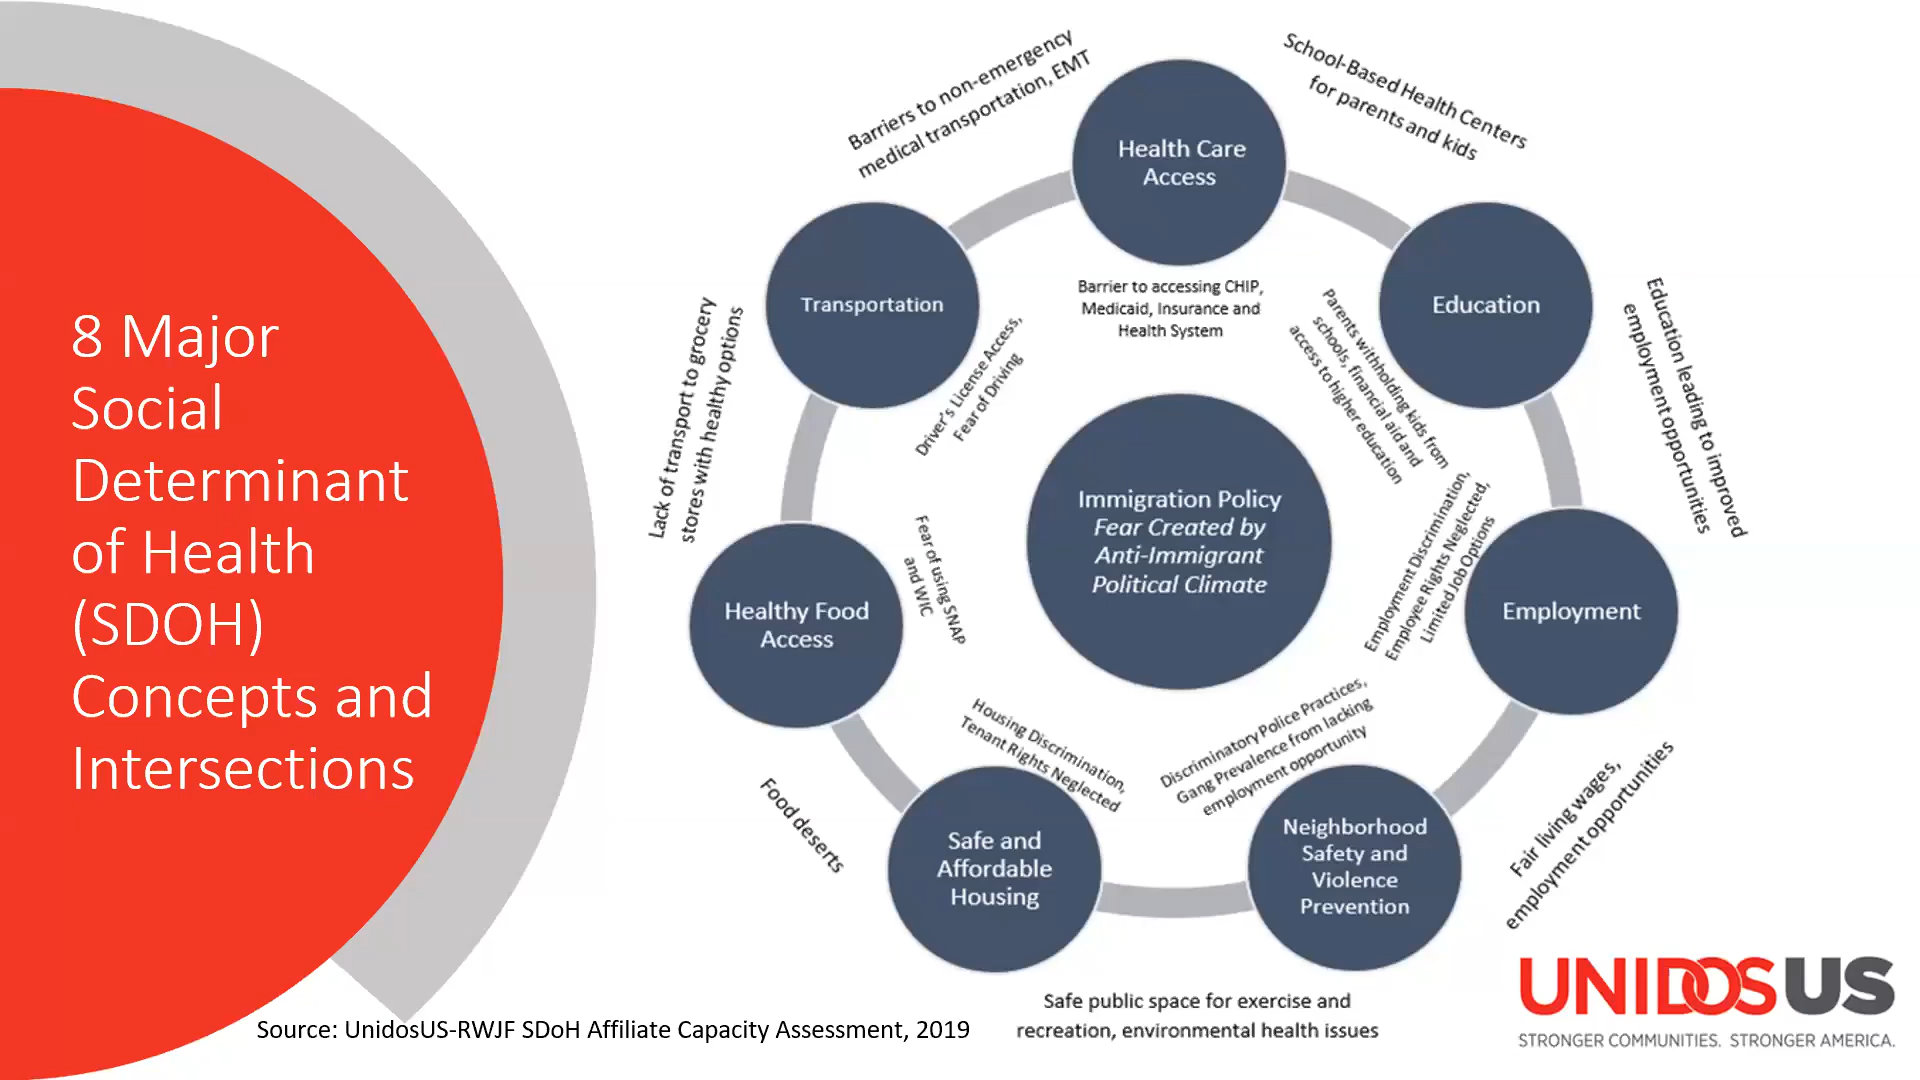 8 Major
Social
Determinant
of Health
(SDOH)
Concepts and
Intersections
Barriers to non-emergency
medical transportation, EMT
School-Based Health Centers
for parents and kids
Health Care
Access
Transportation
Barrier to accessing CHIP,
Medicaid, Insurance and
Health System
Education
Lack of transport to grocery
stores with healthy options
Driver's License Access,
Fear of Driving
Parents withholding kids from
schools, financial aid and
access to higher education
Education leading to improved
employment opportunities
Immigration Policy
Fear Created by
Anti-Immigrant
Political Climate
Healthy Food
Access
Fear of using SNAP
and WIC
Employment Discrimination,
Employee Rights Neglected,
Limited Job Options
Employment
Housing Discrimination,
Tenant Rights Neglected
Discriminatory Police Practices,
Gang Prevalence from lacking
employment opportunity
Food deserts
Safe and
Affordable
Housing
Neighborhood
Safety and
Violence
Prevention
Fair living wages,
employment opportunities
Safe public space for exercise and
recreation, environmental health issues
Source: UnidosUS-RWJF SDoH Affiliate Capacity Assessment, 2019
UNIDOSUS
STRONGER COMMUNITIES. STRONGER AMERICA.